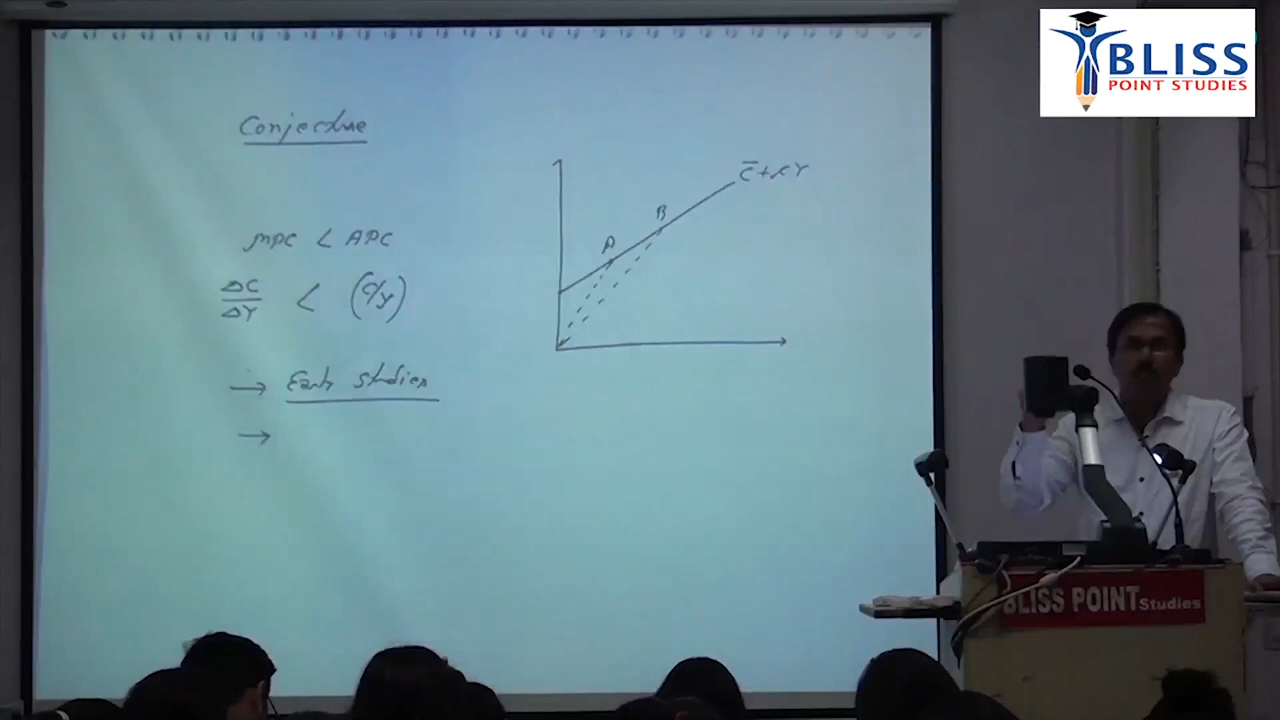 BLISS
POINT STUDIES
Conjecture
MPC < APC
ΔC/ΔY < (C/Y)
→ Early Studies
→
A
B
C̄ + cY
BLISS POINT Studies